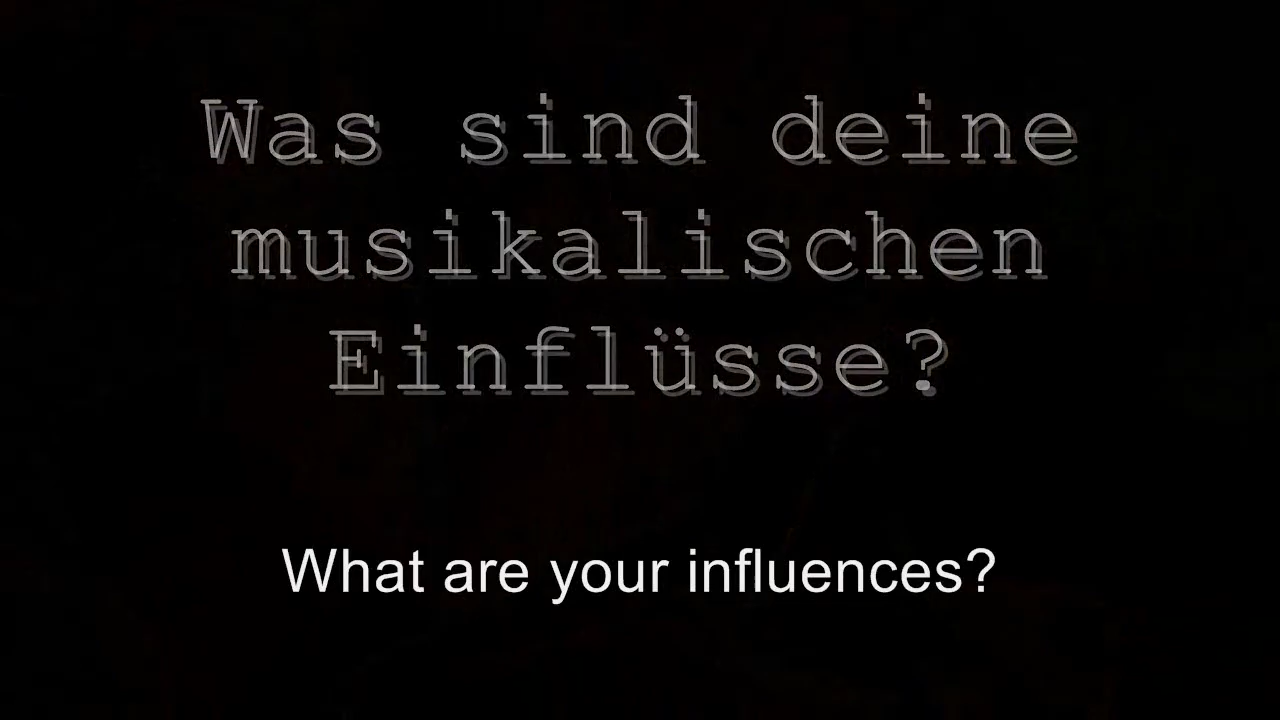 Was sind deine
musikalischen
Einflüsse?
What are your influences?